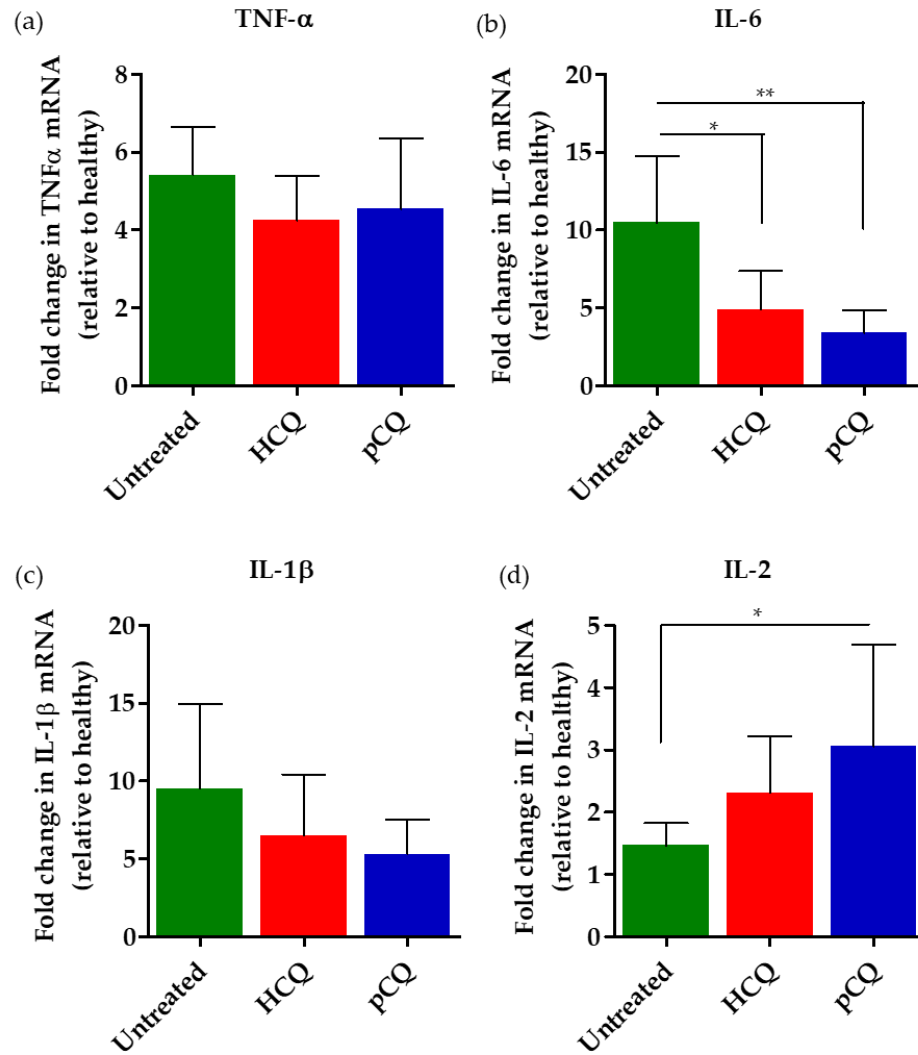 (a)
TNF-α
Fold change in TNFα mRNA
(relative to healthy)
8
6
4
2
0
Untreated
HCQ
pCQ
(b)
IL-6
Fold change in IL-6 mRNA
(relative to healthy)
20
15
10
5
0
**
*
Untreated
HCQ
pCQ
(c)
IL-1β
Fold change in IL-1β mRNA
(relative to healthy)
20
15
10
5
0
Untreated
HCQ
pCQ
(d)
IL-2
Fold change in IL-2 mRNA
(relative to healthy)
5
4
3
2
1
0
*
Untreated
HCQ
pCQ